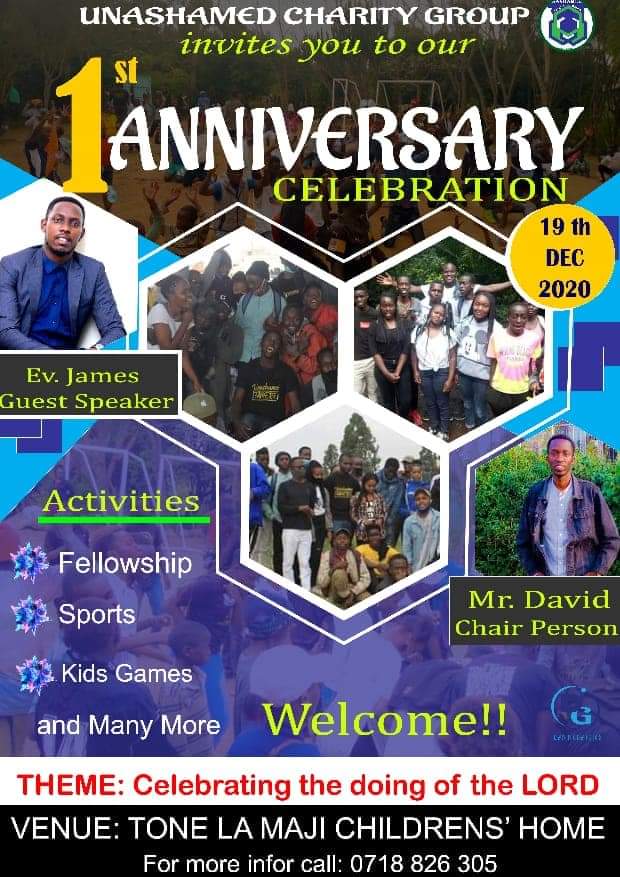 UNASHAMED CHARITY GROUP
invites you to our
1st
ANNIVERSARY
CELEBRATION
19 th
DEC
2020
Ev. James
Guest Speaker
Activities
Fellowship
Sports
Kids Games
and Many More
Mr. David
Chair Person
Welcome!!
G
THEME: Celebrating the doing of the LORD
VENUE: TONE LA MAJI CHILDRENS' HOME
For more infor call: 0718 826 305